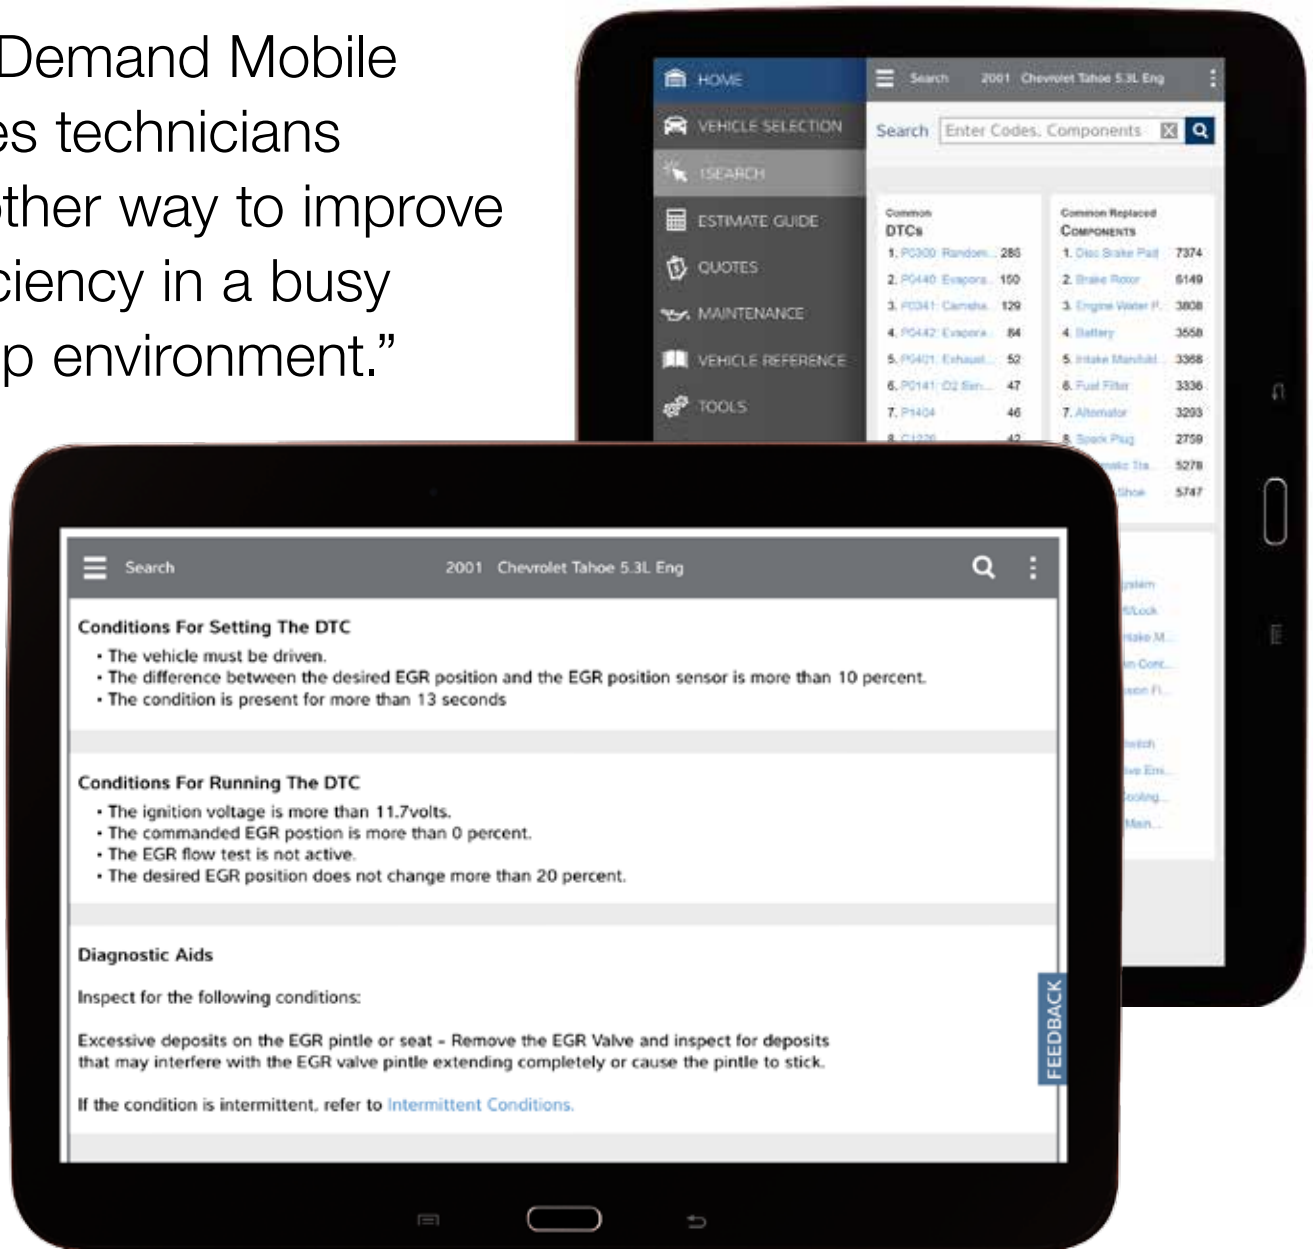 Demand Mobile
es technicians
other way to improve
ciency in a busy
p environment.”
HOME
VEHICLE SELECTION
1SEARCH
ESTIMATE GUIDE
QUOTES
MAINTENANCE
VEHICLE REFERENCE
TOOLS
Search 2001 Chevrolet Tahoe 5.3L Eng
Search Enter Codes, Components
Common
DTCs
1. P0300: Random... 285
2. P0440: Evapora... 150
3. P0341: Camsha... 129
4. P0442: Evapora... 84
5. P0401: Exhaust... 52
6. P0141: O2 Sen... 47
7. P1404 46
42
Common Replaced
COMPONENTS
1. Disc Brake Pad 7374
2. Brake Rotor 6149
3. Engine Water P... 3808
4. Battery 3558
5. Intake Manifold... 3368
6. Fuel Filter 3336
7. Alternator 3293
8. Spark Plug 2759
5278
Shoe 5747
ystem
t/Lock
ntake M...
on Cont...
Cooling...
Main...
Search 2001 Chevrolet Tahoe 5.3L Eng
Conditions For Setting The DTC
• The vehicle must be driven.
• The difference between the desired EGR position and the EGR position sensor is more than 10 percent.
• The condition is present for more than 13 seconds
Conditions For Running The DTC
• The ignition voltage is more than 11.7volts.
• The commanded EGR postion is more than 0 percent.
• The EGR flow test is not active.
• The desired EGR position does not change more than 20 percent.
Diagnostic Aids
Inspect for the following conditions:
Excessive deposits on the EGR pintle or seat – Remove the EGR Valve and inspect for deposits
that may interfere with the EGR valve pintle extending completely or cause the pintle to stick.
If the condition is intermittent, refer to Intermittent Conditions.
FEEDBACK